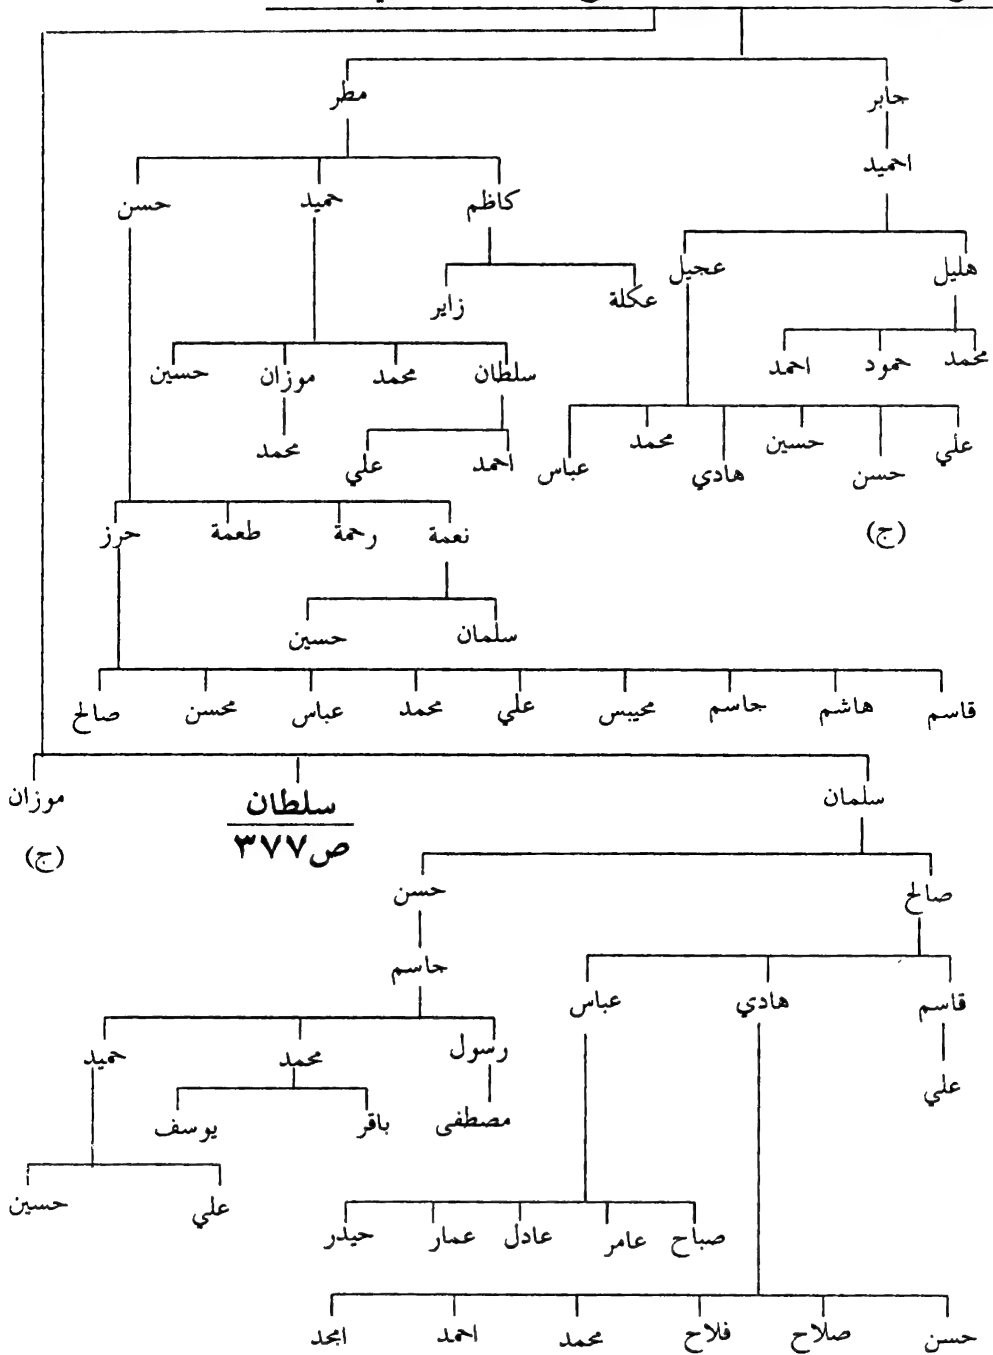 جابر مطر
احميد
كاظم حميد حسن
هليل عجيل
عكلة زاير
محمد حمود احمد
سلطان محمد موزان حسين
علي حسن حسين هادي محمد عباس
محمد
احمد علي
(ج)
نعمة رحمة طعمة حرز
سلمان حسين
قاسم هاشم جاسم محيبس علي محمد عباس محسن صالح
سلمان سلطان موزان
ص٣٧٧
(ج)
صالح حسن
جاسم
قاسم هادي عباس
رسول محمد حميد
علي
مصطفى باقر يوسف
علي حسين
صباح عامر عادل عمار حيدر
حسن صلاح فلاح محمد احمد امجد